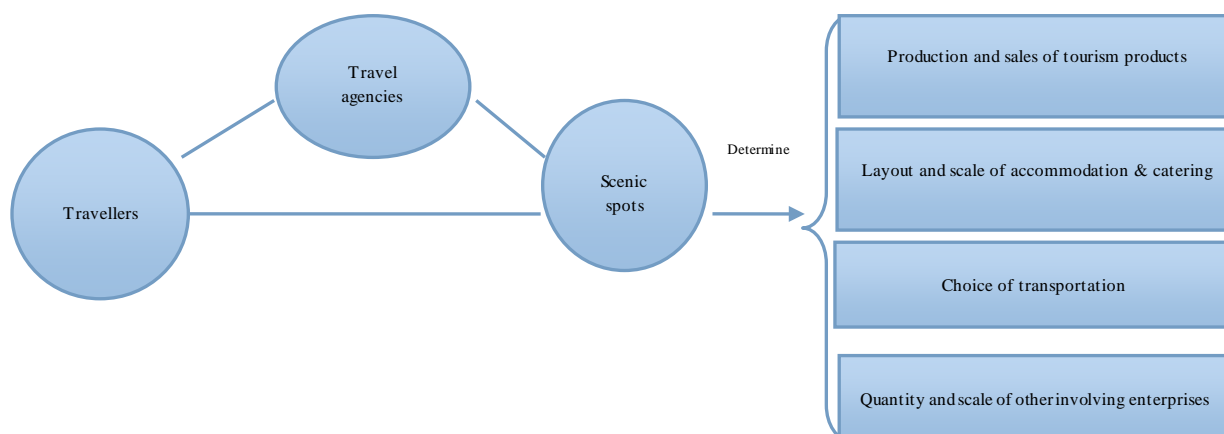 Travel
agencies
Travellers
Scenic
spots
Determine
Production and sales of tourism products
Layout and scale of accommodation & catering
Choice of transportation
Quantity and scale of other involving enterprises